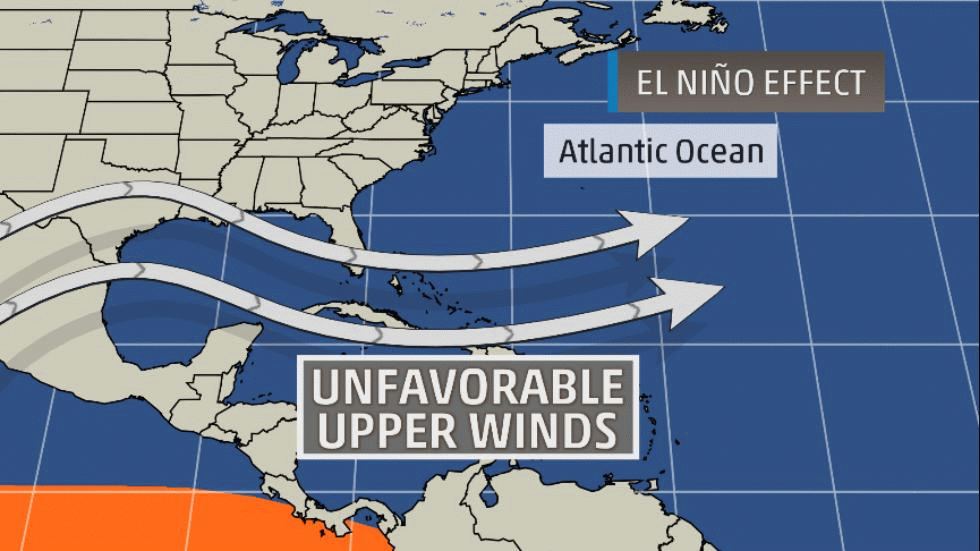 EL NIÑO EFFECT
Atlantic Ocean
UNFAVORABLE
UPPER WINDS